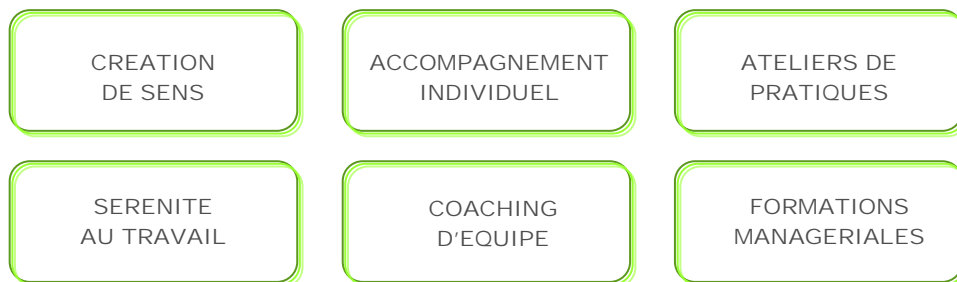 CREATION
DE SENS
ACCOMPAGNEMENT
INDIVIDUEL
ATELIERS DE
PRATIQUES
SERENITE
AU TRAVAIL
COACHING
D'EQUIPE
FORMATIONS
MANAGERIALES